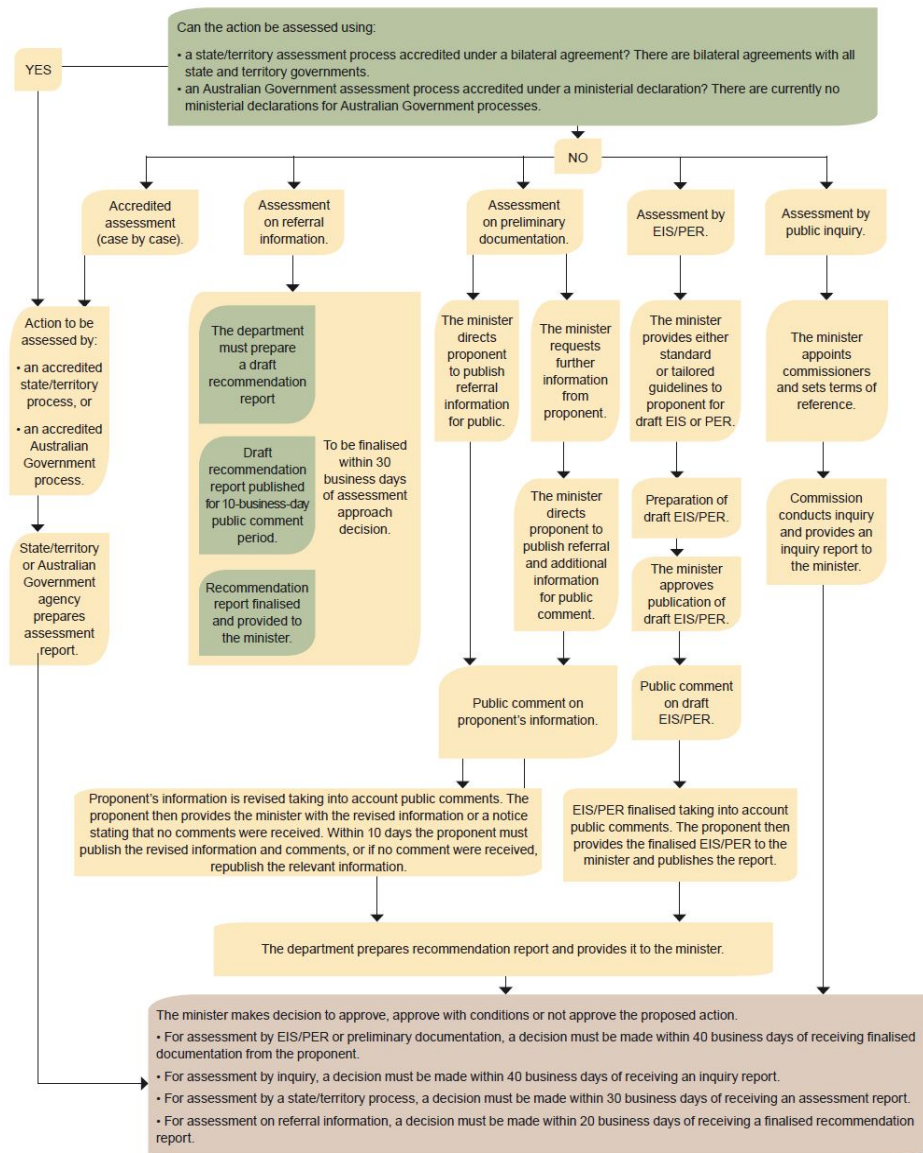 Can the action be assessed using:
• a state/territory assessment process accredited under a bilateral agreement? There are bilateral agreements with all
state and territory governments.
• an Australian Government assessment process accredited under a ministerial declaration? There are currently no
ministerial declarations for Australian Government processes.
YES
NO
Accredited
assessment
(case by case).
Assessment
on referral
information.
Assessment
on preliminary
documentation.
Assessment by
EIS/PER.
Assessment by
public inquiry.
Action to be
assessed by:
• an accredited
state/territory
process, or
• an accredited
Australian
Government
process.
State/territory
or Australian
Government
agency
prepares
assessment
report.
The department
must prepare
a draft
recommendation
report
Draft
recommendation
report published
for 10-business-day
public comment
period.
Recommendation
report finalised
and provided to
the minister.
To be finalised
within 30
business days
of assessment
approach
decision.
The minister
directs
proponent
to publish
referral
information
for public.
The minister
requests
further
information
from
proponent.
The minister
directs
proponent to
publish referral
and additional
information
for public
comment.
Public comment on
proponent's information.
The minister
provides either
standard
or tailored
guidelines to
proponent for
draft EIS or PER.
Preparation of
draft EIS/PER.
The minister
approves
publication of
draft EIS/PER.
Public comment
on draft
EIS/PER.
The minister
appoints
commissioners
and sets terms of
reference.
Commission
conducts inquiry
and provides an
inquiry report to
the minister.
Proponent's information is revised taking into account public comments. The
proponent then provides the minister with the revised information or a notice
stating that no comments were received. Within 10 days the proponent must
publish the revised information and comments, or if no comment were received,
republish the relevant information.
EIS/PER finalised taking into account
public comments. The proponent then
provides the finalised EIS/PER to the
minister and publishes the report.
The department prepares recommendation report and provides it to the minister.
The minister makes decision to approve, approve with conditions or not approve the proposed action.
• For assessment by EIS/PER or preliminary documentation, a decision must be made within 40 business days of receiving finalised
documentation from the proponent.
• For assessment by inquiry, a decision must be made within 40 business days of receiving an inquiry report.
• For assessment by a state/territory process, a decision must be made within 30 business days of receiving an assessment report.
• For assessment on referral information, a decision must be made within 20 business days of receiving a finalised recommendation
report.